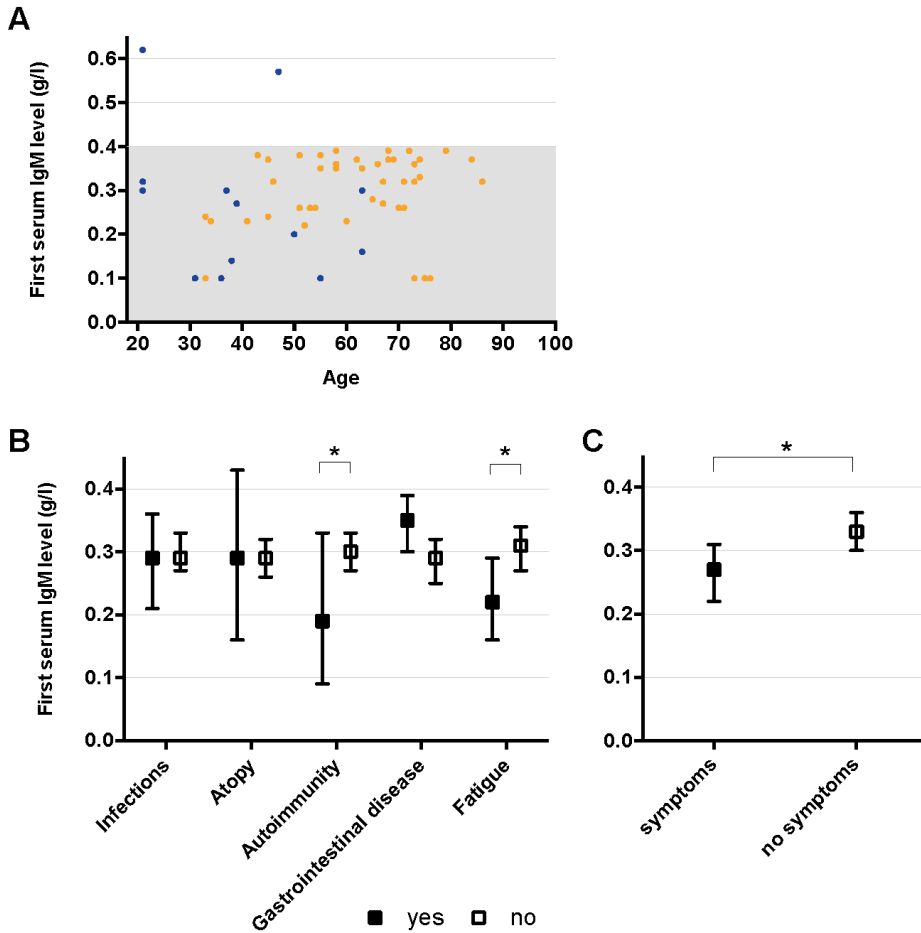 A
First serum IgM level (g/l)
0.6
0.5
0.4
0.3
0.2
0.1
0.0
20 30 40 50 60 70 80 90 100
Age
B
First serum IgM level (g/l)
0.4
0.3
0.2
0.1
0.0
* *
Infections
Atopy
Autoimmunity
Gastrointestinal disease
Fatigue
C
0.4
0.3
0.2
0.1
0.0
*
symptoms
no symptoms
yes no